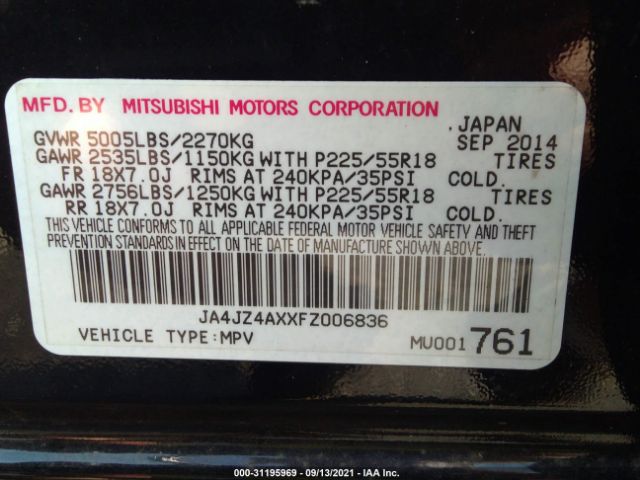 MFD. BY MITSUBISHI MOTORS CORPORATION
. JAPAN
GVWR 5005LBS/2270KG SEP 2014
GAWR 2535LBS/1150KG WITH P225/55R18 TIRES
FR 18X7.0J RIMS AT 240KPA/35PSI COLD.
GAWR 2756LBS/1250KG WITH P225/55R18 TIRES
RR 18X7.0J RIMS AT 240KPA/35PSI COLD.
THIS VEHICLE CONFORMS TO ALL APPLICABLE FEDERAL MOTOR VEHICLE SAFETY AND THEFT
PREVENTION STANDARDS IN EFFECT ON THE DATE OF MANUFACTURE SHOWN ABOVE.
JA4JZ4AXXFZ006836
VEHICLE TYPE:MPV MU001 761
000-31195969 - 09/13/2021 - IAA Inc.